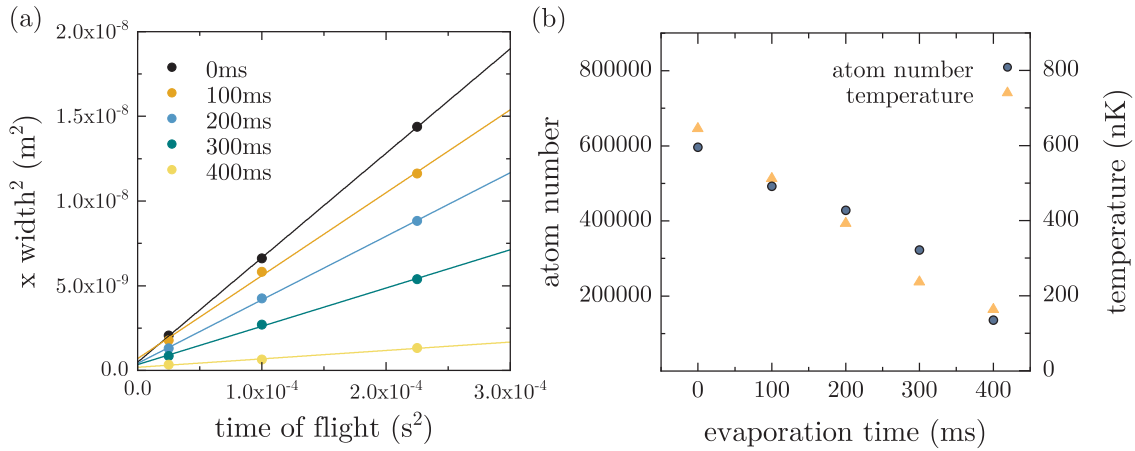 (a)
2.0x10⁻⁸
1.5x10⁻⁸
1.0x10⁻⁸
5.0x10⁻⁹
0.0
x width² (m²)
0ms
100ms
200ms
300ms
400ms
0.0
1.0x10⁻⁴
2.0x10⁻⁴
3.0x10⁻⁴
time of flight (s²)
(b)
800000
600000
400000
200000
atom number
atom number
temperature
800
600
400
200
0
temperature (nK)
0
100
200
300
400
evaporation time (ms)